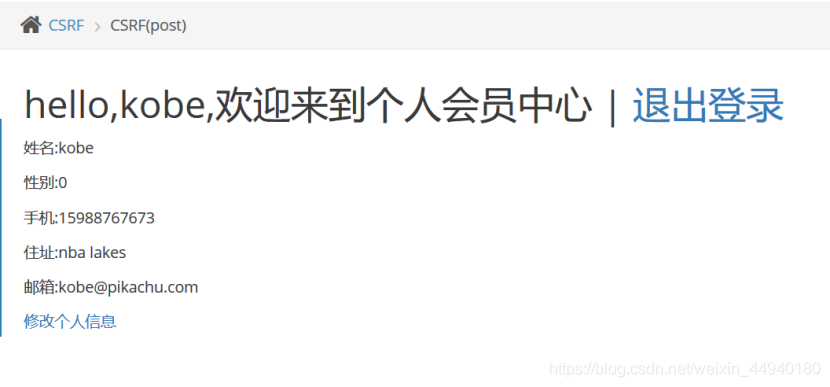 CSRF > CSRF(post)
hello,kobe,欢迎来到个人会员中心 | 退出登录
姓名:kobe
性别:0
手机:15988767673
住址:nba lakes
邮箱:kobe@pikachu.com
修改个人信息
https://blog.csdn.net/weixin_44940180